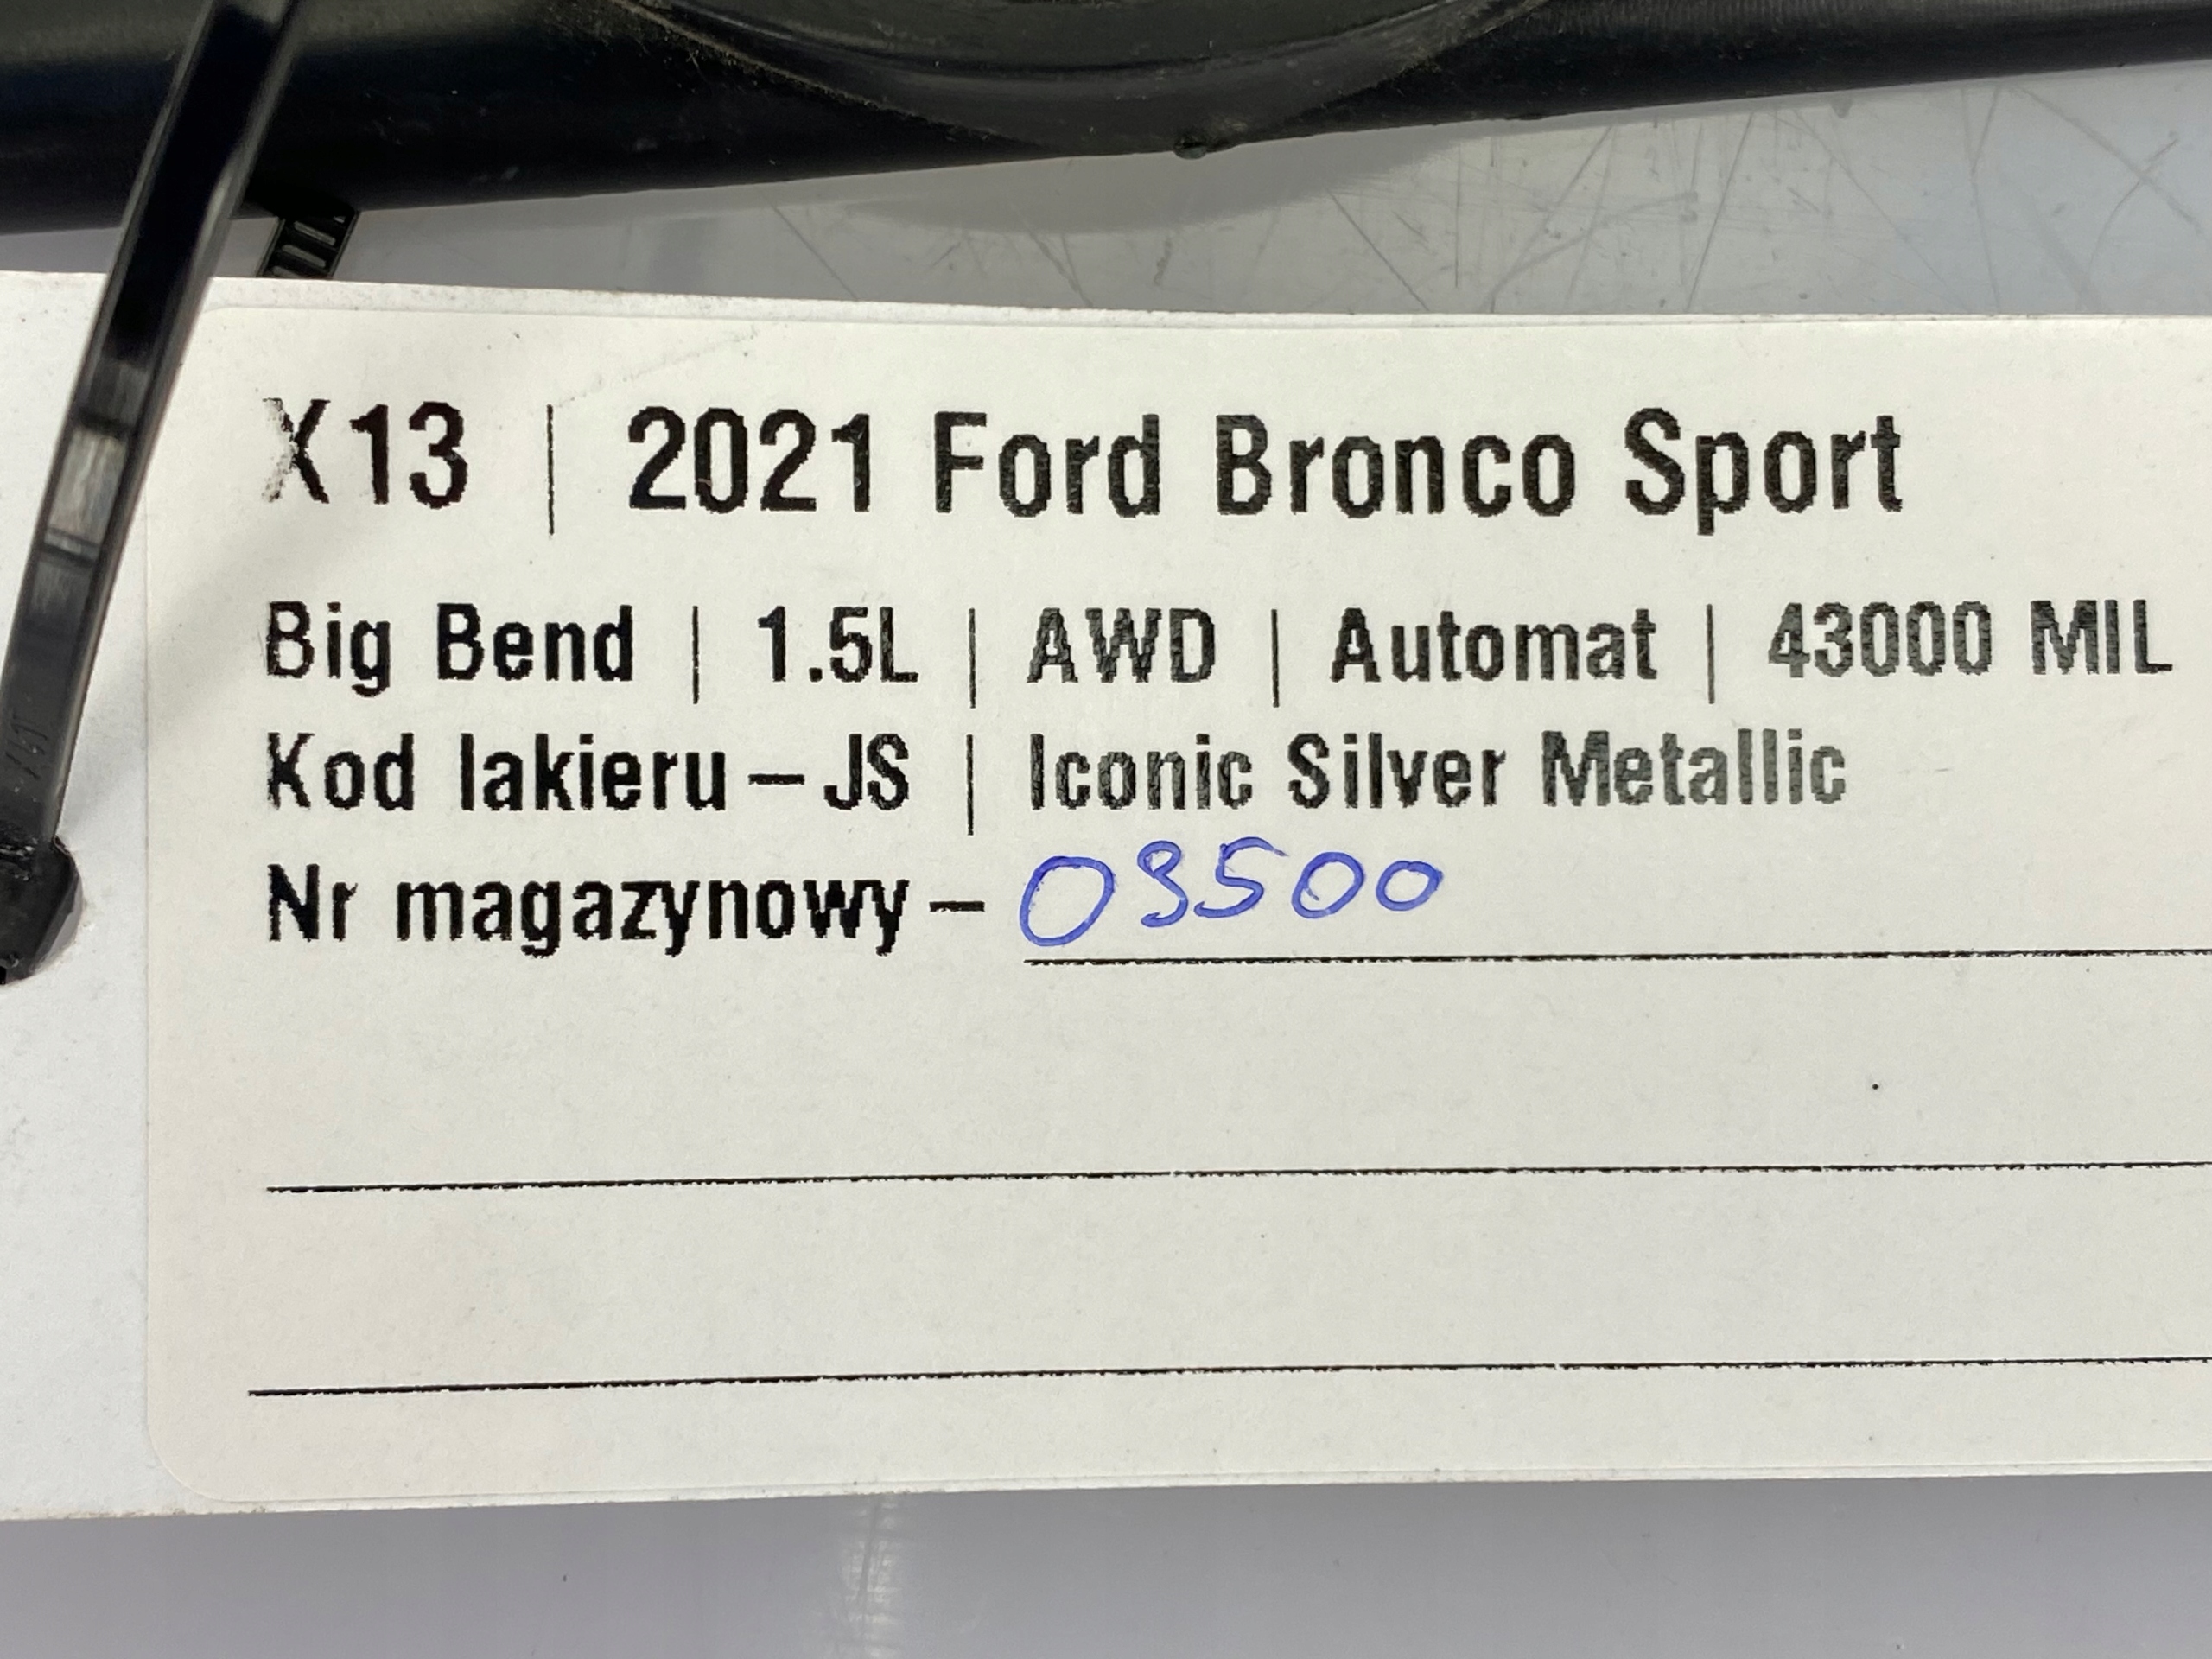 X13 | 2021 Ford Bronco Sport
Big Bend | 1.5L | AWD | Automat | 43000 MIL
Kod lakieru – JS | Iconic Silver Metallic
Nr magazynowy – 09500